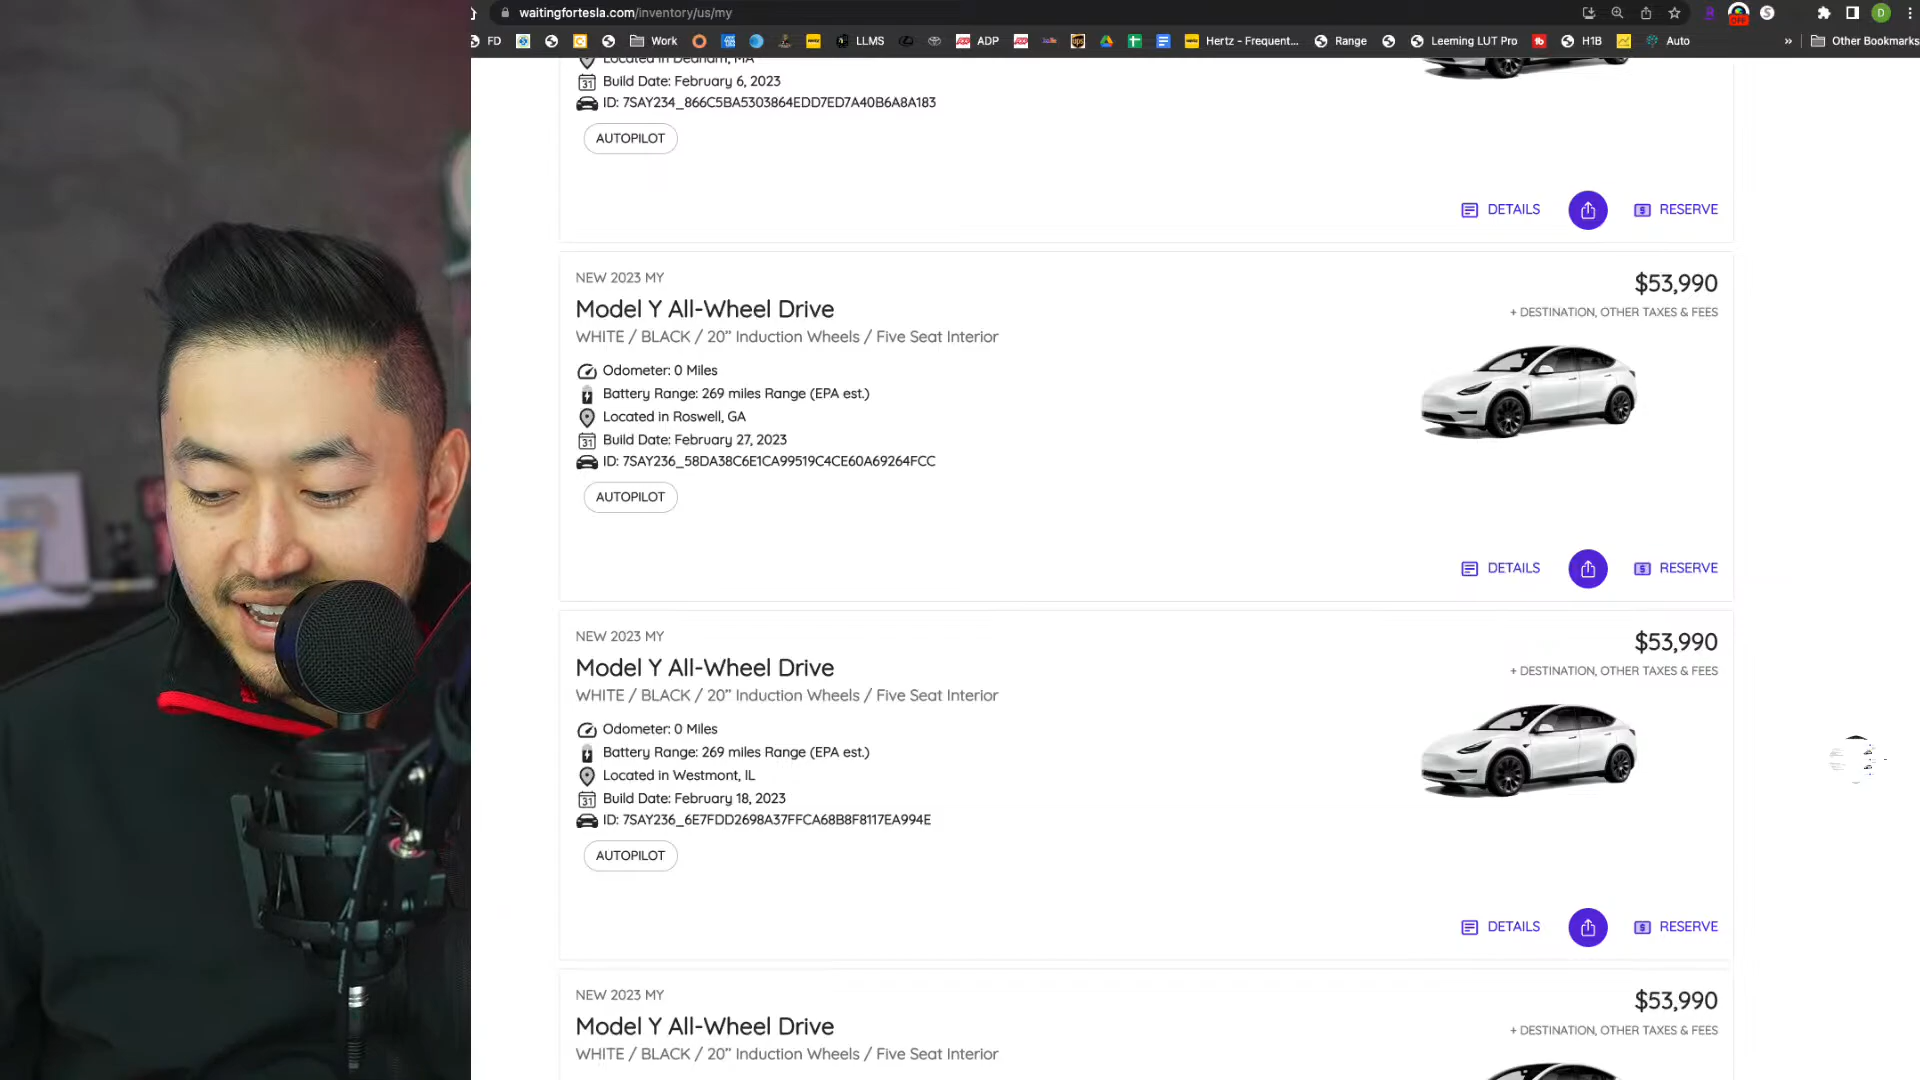 waitingfortesla.com/inventory/us/my
FD
Work
LLMS
ADP
Hertz - Frequent...
Range
Leeming LUT Pro
H1B
Auto
»
Other Bookmarks
OFF
D
Located in Dedham, MA
Build Date: February 6, 2023
ID: 7SAY234_866C5BA5303864EDD7ED7A40B6A8A183
AUTOPILOT
DETAILS
RESERVE
NEW 2023 MY
$53,990
Model Y All-Wheel Drive
+ DESTINATION, OTHER TAXES & FEES
WHITE / BLACK / 20” Induction Wheels / Five Seat Interior
Odometer: 0 Miles
Battery Range: 269 miles Range (EPA est.)
Located in Roswell, GA
Build Date: February 27, 2023
ID: 7SAY236_58DA38C6E1CA99519C4CE60A69264FCC
AUTOPILOT
DETAILS
RESERVE
NEW 2023 MY
$53,990
Model Y All-Wheel Drive
+ DESTINATION, OTHER TAXES & FEES
WHITE / BLACK / 20” Induction Wheels / Five Seat Interior
Odometer: 0 Miles
Battery Range: 269 miles Range (EPA est.)
Located in Westmont, IL
Build Date: February 18, 2023
ID: 7SAY236_6E7FDD2698A37FFCA68B8F8117EA994E
AUTOPILOT
DETAILS
RESERVE
NEW 2023 MY
$53,990
Model Y All-Wheel Drive
+ DESTINATION, OTHER TAXES & FEES
WHITE / BLACK / 20” Induction Wheels / Five Seat Interior